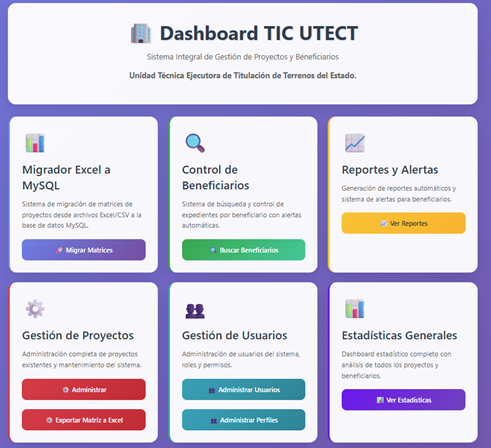 Dashboard TIC UTECT
Sistema Integral de Gestión de Proyectos y Beneficiarios
Unidad Técnica Ejecutora de Titulación de Terrenos del Estado.
Migrador Excel a
MySQL
Sistema de migración de matrices de
proyectos desde archivos Excel/CSV a la
base de datos MySQL.
Migrar Matrices
Control de
Beneficiarios
Sistema de búsqueda y control de
expedientes por beneficiario con alertas
automáticas.
Buscar Beneficiarios
Reportes y Alertas
Generación de reportes automáticos y
sistema de alertas para beneficiarios.
Ver Reportes
Gestión de Proyectos
Administración completa de proyectos
existentes y mantenimiento del sistema.
Administrar
Exportar Matriz a Excel
Gestión de Usuarios
Administración de usuarios del sistema,
roles y permisos.
Administrar Usuarios
Administrar Perfiles
Estadísticas Generales
Dashboard estadístico completo con
análisis de todos los proyectos y
beneficiarios.
Ver Estadísticas